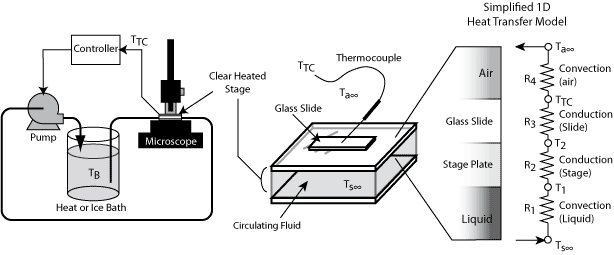 Controller
TTC
Pump
TB
Heat or Ice Bath
Microscope
Clear Heated
Stage
Thermocouple
TTC
Ta∞
Glass Slide
Ts∞
Circulating Fluid
Simplified 1D
Heat Transfer Model
Air
Glass Slide
Stage Plate
Liquid
Ta∞
R4
Convection
(air)
TTC
R3
Conduction
(Slide)
T2
R2
Conduction
(Stage)
T1
R1
Convection
(Liquid)
Ts∞